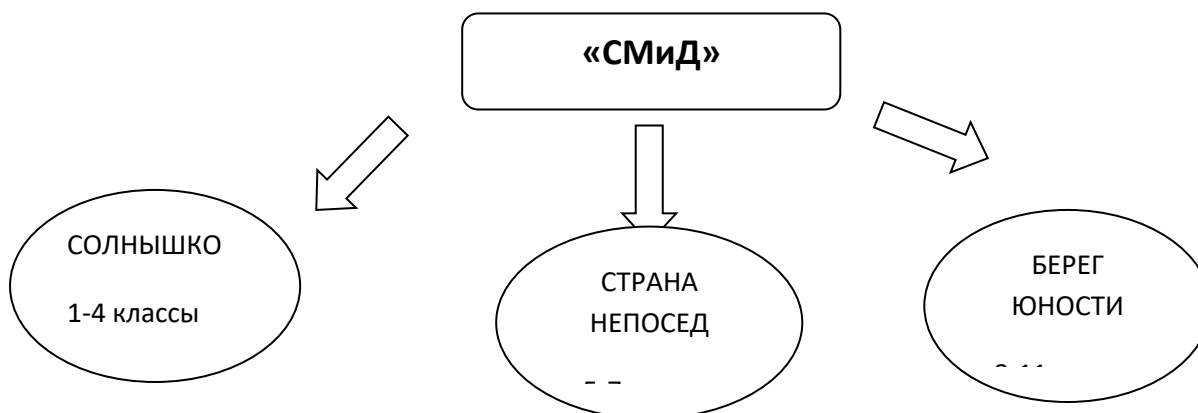 «СМиД»
СОЛНЫШКО
1-4 классы
СТРАНА
НЕПОСЕД
БЕРЕГ
ЮНОСТИ